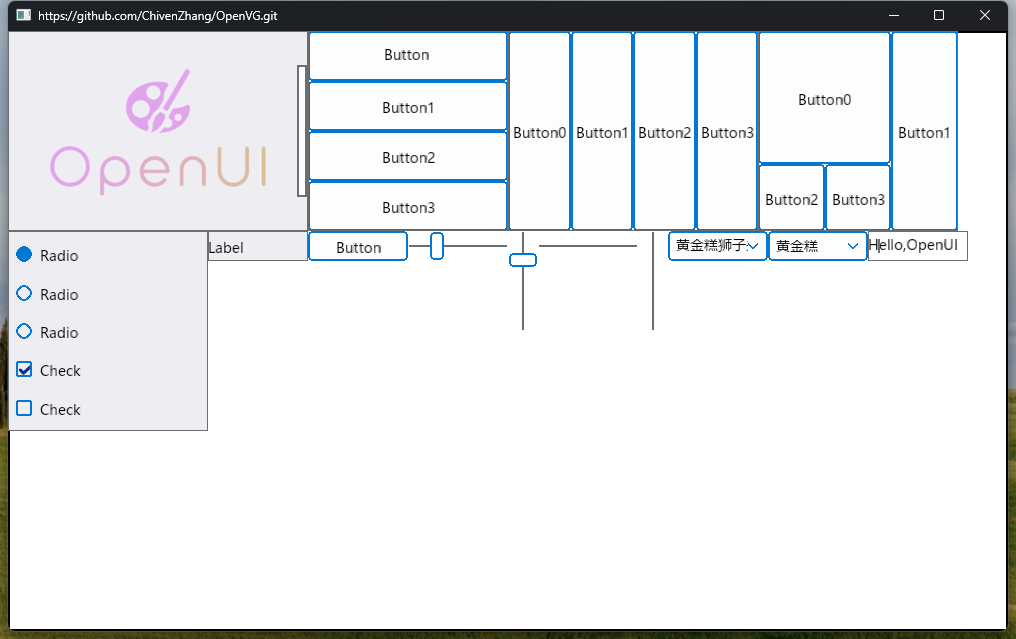 https://github.com/ChivenZhang/OpenVG.git
OpenUI
Button
Button1
Button2
Button3
Button0
Button1
Button2
Button3
Button0
Button2
Button3
Button1
Radio
Radio
Radio
Check
Check
Label
Button
黄金糕狮子
黄金糕
Hello,OpenUI